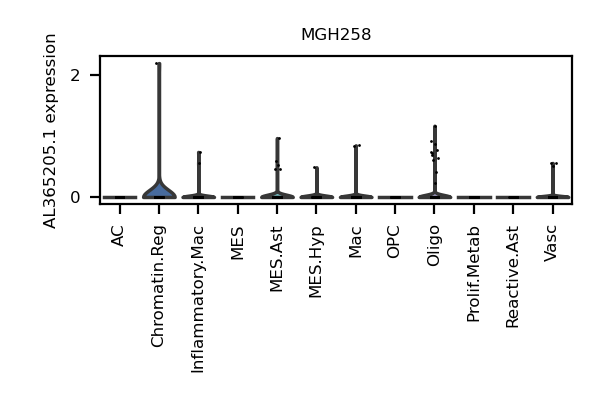 MGH258
AL365205.1 expression
2
0
AC
Chromatin.Reg
Inflammatory.Mac
MES
MES.Ast
MES.Hyp
Mac
OPC
Oligo
Prolif.Metab
Reactive.Ast
Vasc